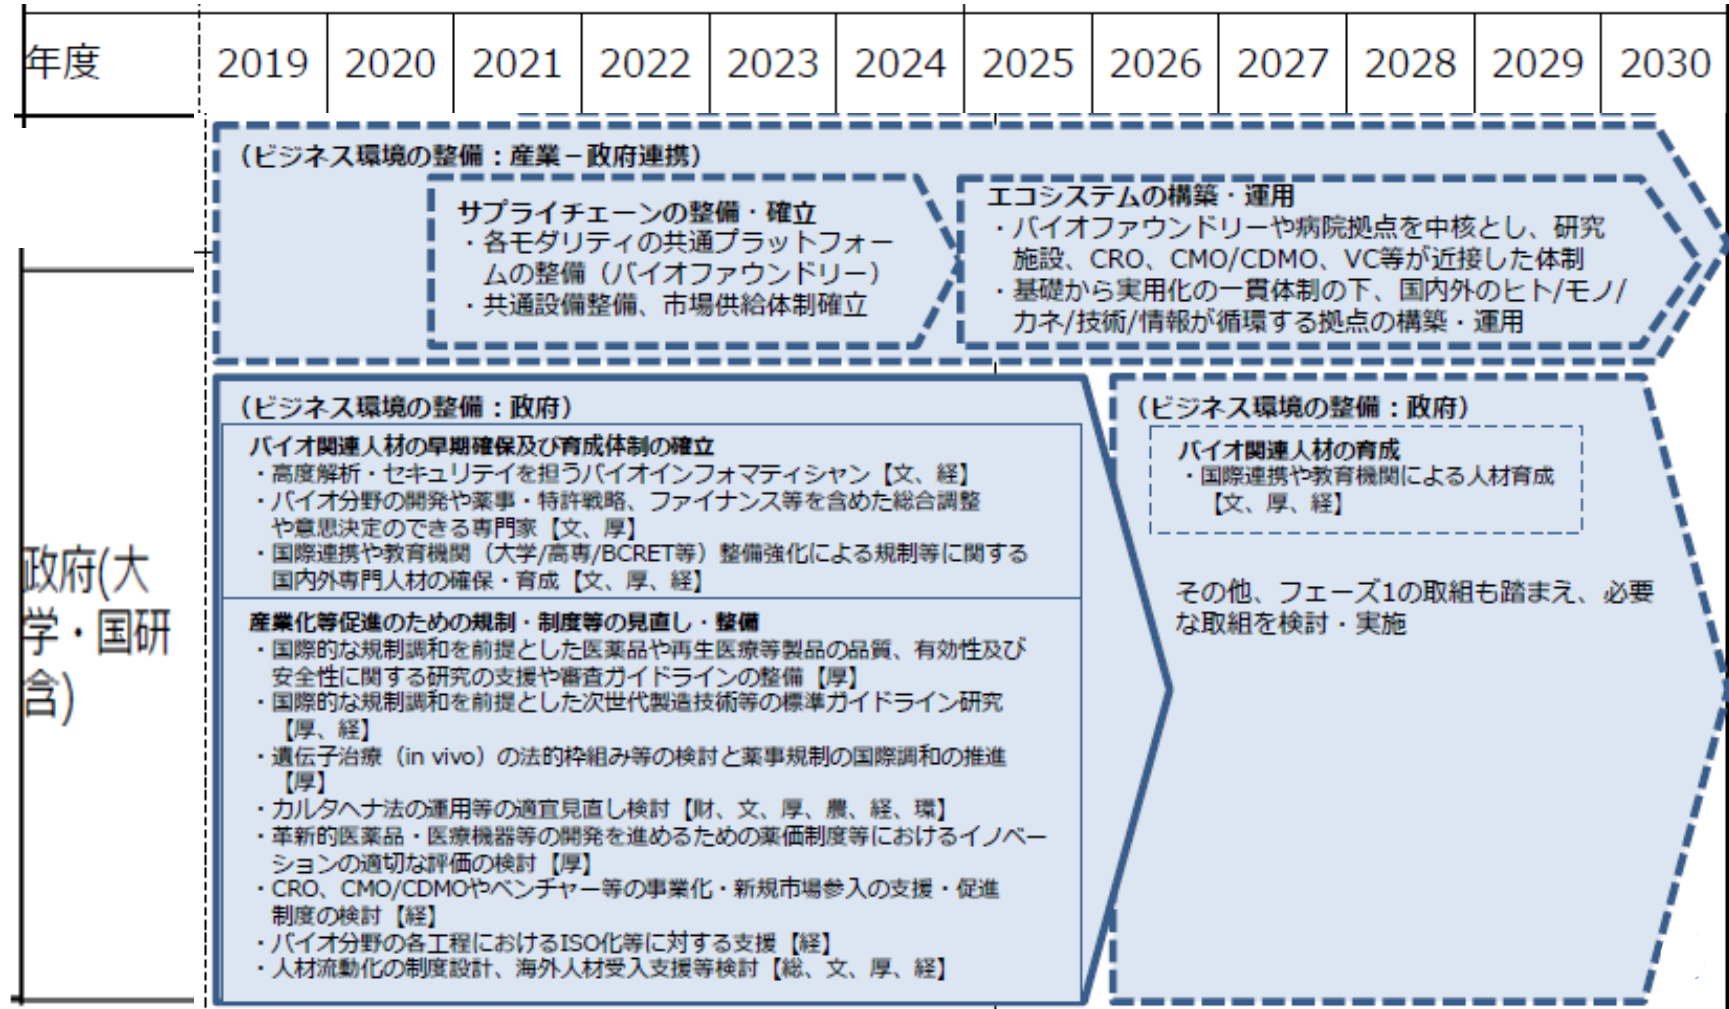 年度 2019 2020 2021 2022 2023 2024 2025 2026 2027 2028 2029 2030
（ビジネス環境の整備：産業－政府連携）
サプライチェーンの整備・確立
・各モダリティの共通プラットフォー
ムの整備（バイオファウンドリー）
・共通設備整備、市場供給体制確立
エコシステムの構築・運用
・バイオファウンドリーや病院拠点を中核とし、研究
施設、CRO、CMO/CDMO、VC等が近接した体制
・基礎から実用化の一貫体制の下、国内外のヒト/モノ/
カネ/技術/情報が循環する拠点の構築・運用
政府(大
学・国研
含)
（ビジネス環境の整備：政府）
バイオ関連人材の早期確保及び育成体制の確立
・高度解析・セキュリテイを担うバイオインフォマティシャン【文、経】
・バイオ分野の開発や薬事・特許戦略、ファイナンス等を含めた総合調整
や意思決定のできる専門家【文、厚】
・国際連携や教育機関（大学/高専/BCRET等）整備強化による規制等に関する
国内外専門人材の確保・育成【文、厚、経】
産業化等促進のための規制・制度等の見直し・整備
・国際的な規制調和を前提とした医薬品や再生医療等製品の品質、有効性及び
安全性に関する研究の支援や審査ガイドラインの整備【厚】
・国際的な規制調和を前提とした次世代製造技術等の標準ガイドライン研究
【厚、経】
・遺伝子治療（in vivo）の法的枠組み等の検討と薬事規制の国際調和の推進
【厚】
・カルタヘナ法の運用等の適宜見直し検討【財、文、厚、農、経、環】
・革新的医薬品・医療機器等の開発を進めるための薬価制度等におけるイノベー
ションの適切な評価の検討【厚】
・CRO、CMO/CDMOやベンチャー等の事業化・新規市場参入の支援・促進
制度の検討【経】
・バイオ分野の各工程におけるISO化等に対する支援【経】
・人材流動化の制度設計、海外人材受入支援等検討【総、文、厚、経】
（ビジネス環境の整備：政府）
バイオ関連人材の育成
・国際連携や教育機関による人材育成
【文、厚、経】
その他、フェーズ1の取組も踏まえ、必要
な取組を検討・実施